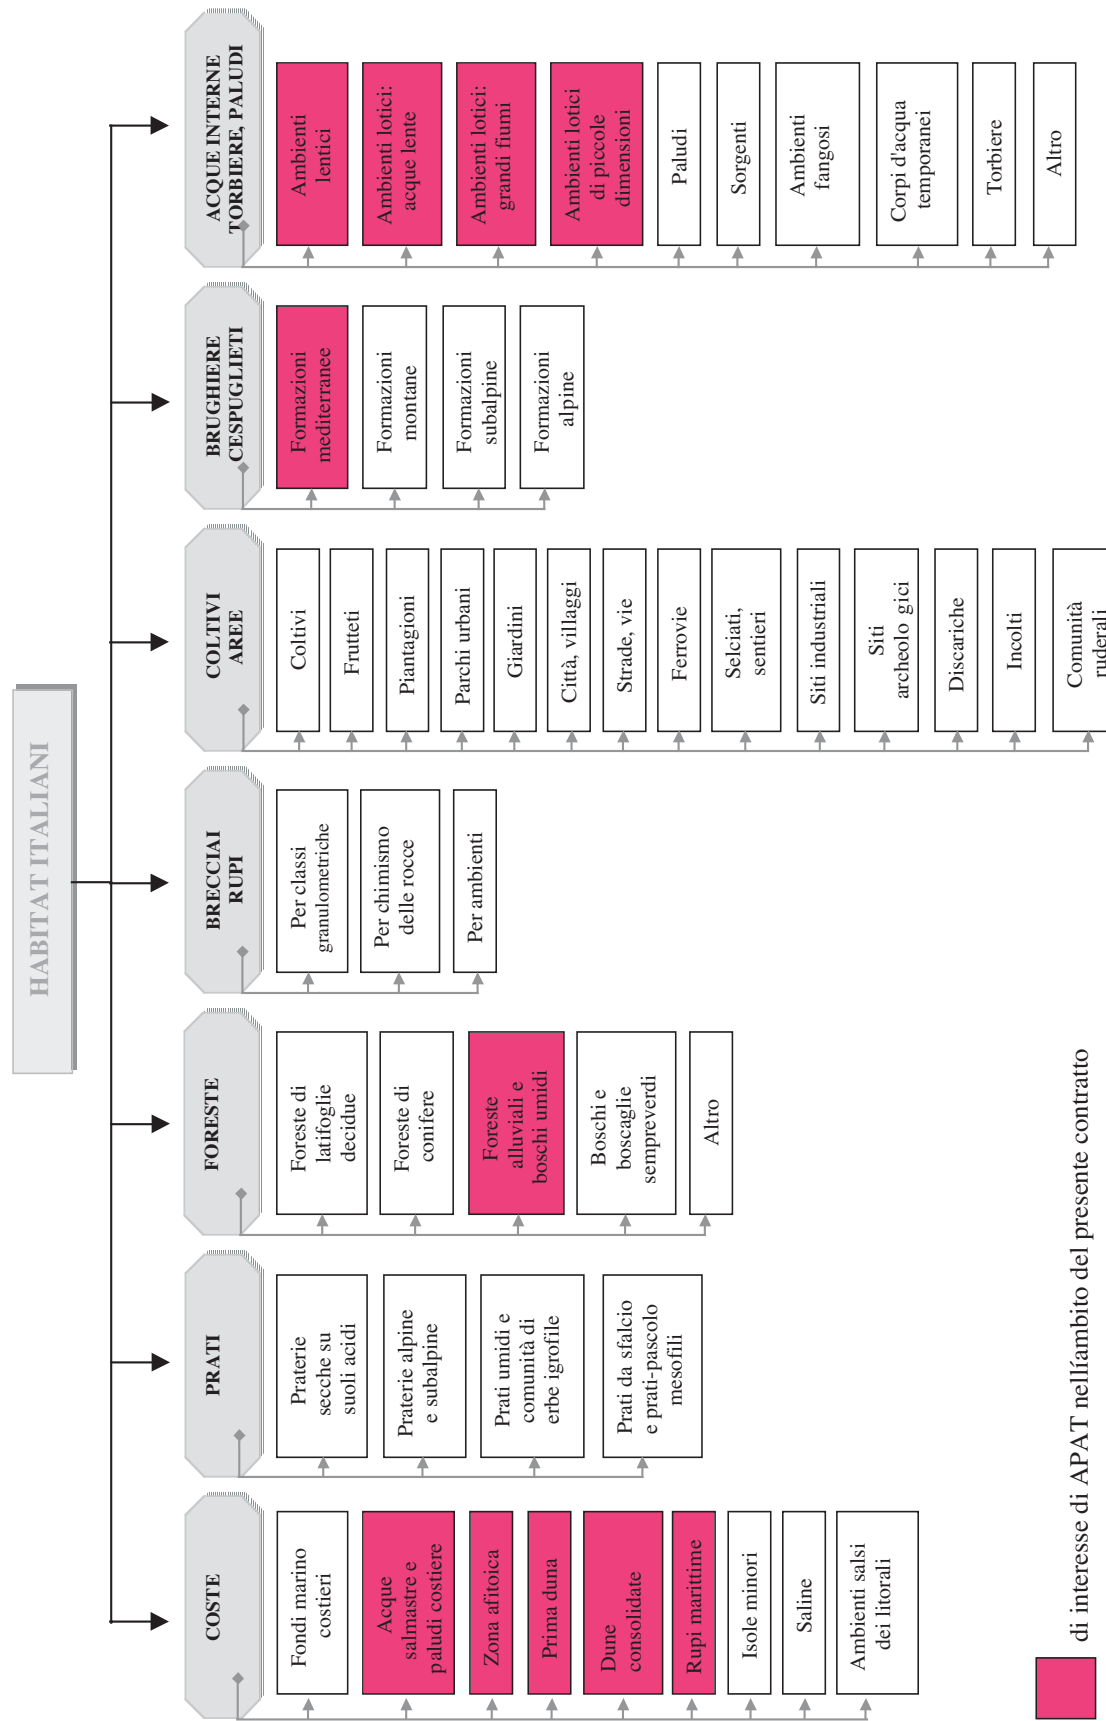 HABITAT ITALIANI
COSTE
Fondi marino
costieri
Acque
salmastre e
paludi costiere
Zona afitoica
Prima duna
Dune
consolidate
Rupi marittime
Isole minori
Saline
Ambienti salsi
dei litorali
PRATI
Praterie
secche su
suoli acidi
Praterie alpine
e subalpine
Prati umidi e
comunità di
erbe igrofile
Prati da sfalcio
e prati-pascolo
mesofili
FORESTE
Foreste di
latifoglie
decidue
Foreste di
conifere
Foreste
alluviali e
boschi umidi
Boschi e
boscaglie
sempreverdi
Altro
BRECCIAI
RUPI
Per classi
granulometriche
Per chimismo
delle rocce
Per ambienti
COLTIVI
AREE
Coltivi
Frutteti
Piantagioni
Parchi urbani
Giardini
Città, villaggi
Strade, vie
Ferrovie
Selciati,
sentieri
Siti industriali
Siti
archeolo gici
Discariche
Incolti
Comunità
ruderali
BRUGHIERE
CESPUGLIETI
Formazioni
mediterranee
Formazioni
montane
Formazioni
subalpine
Formazioni
alpine
ACQUE INTERNE
TORBIERE, PALUDI
Ambienti
lentici
Ambienti lotici:
acque lente
Ambienti lotici:
grandi fiumi
Ambienti lotici
di piccole
dimensioni
Paludi
Sorgenti
Ambienti
fangosi
Corpi d'acqua
temporanei
Torbiere
Altro
di interesse di APAT nellíambito del presente contratto